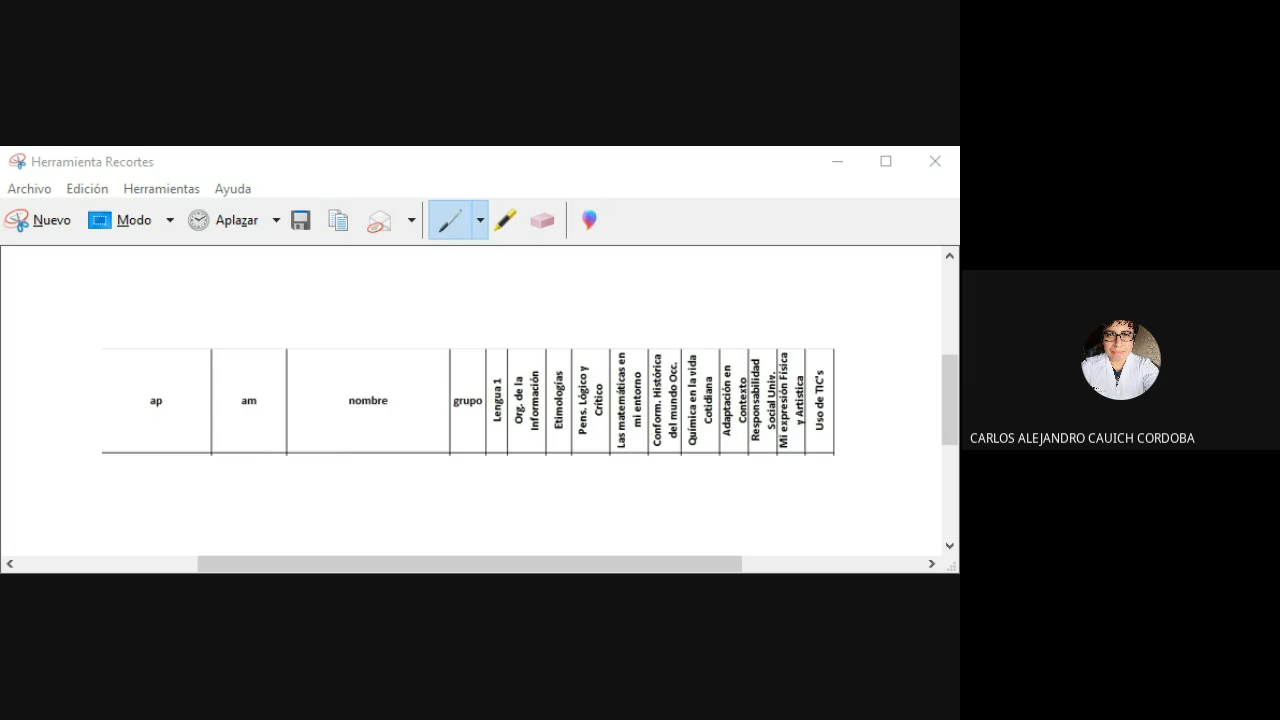 Herramienta Recortes
Archivo Edición Herramientas Ayuda
Nuevo Modo Aplazar
ap
am
nombre
grupo
Lengua 1
Org. de la
Información
Etimologías
Pens. Lógico y
Crítico
Las matemáticas en
mi entorno
Conform. Histórica
del mundo Occ.
Química en la vida
Cotidiana
Adaptación en
Contexto
Responsabilidad
Social Univ.
Mi expresión Física
y Artística
Uso de TIC's
CARLOS ALEJANDRO CAUICH CORDOBA